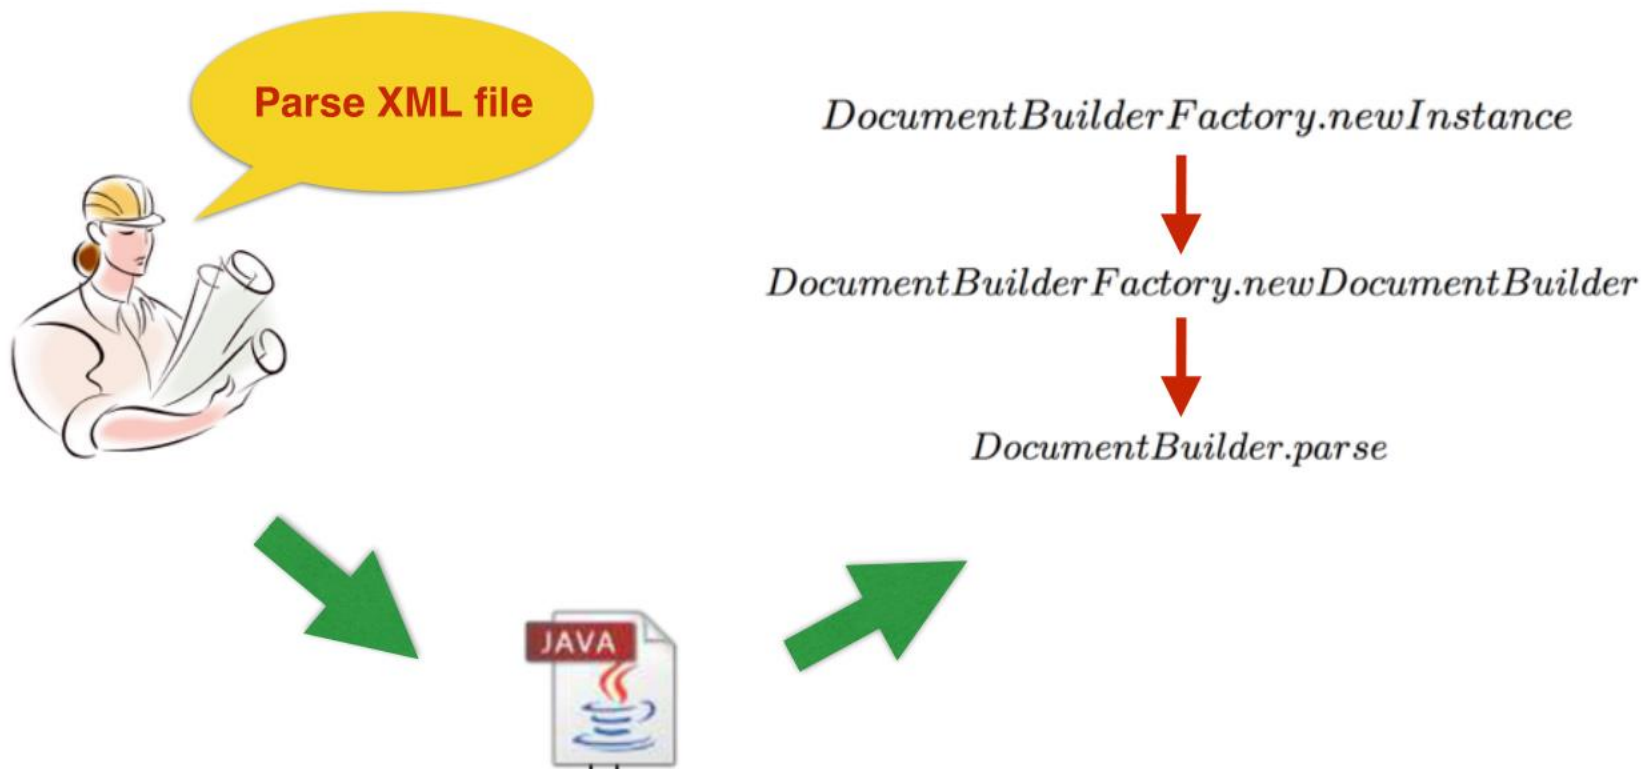 Parse XML file
DocumentBuilderFactory.newInstance
DocumentBuilderFactory.newDocumentBuilder
DocumentBuilder.parse
JAVA